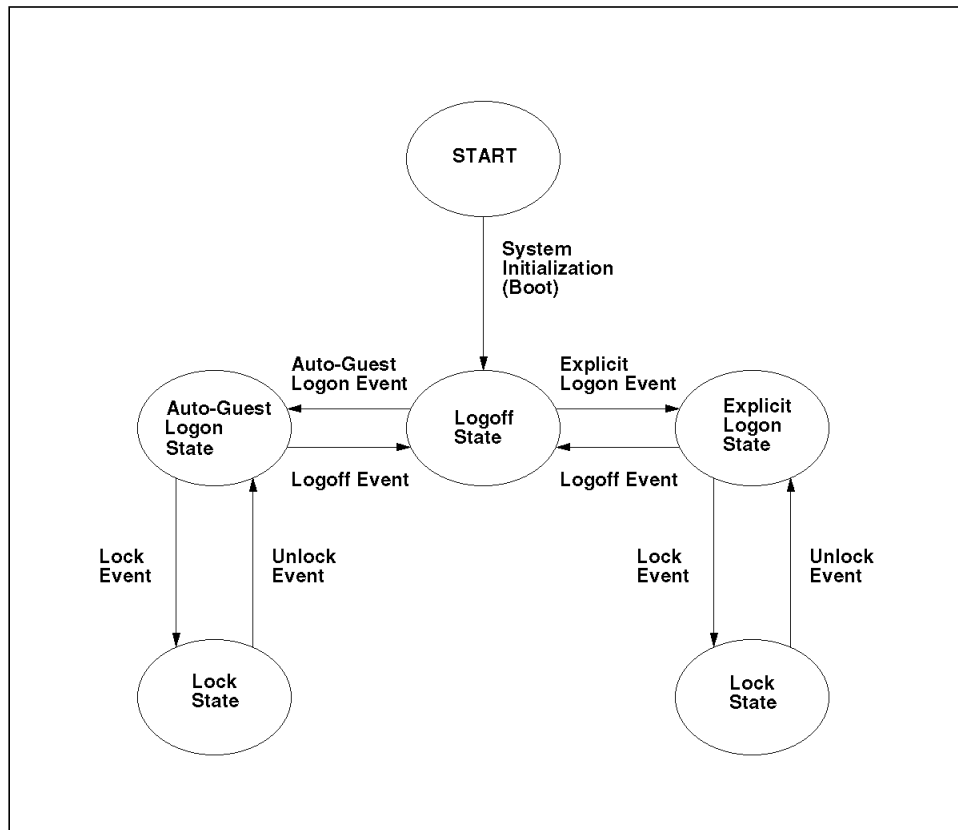 START
System
Initialization
(Boot)
Auto-Guest
Logon Event
Explicit
Logon Event
Auto-Guest
Logon
State
Logoff
State
Explicit
Logon
State
Logoff Event
Logoff Event
Lock
Event
Unlock
Event
Lock
Event
Unlock
Event
Lock
State
Lock
State